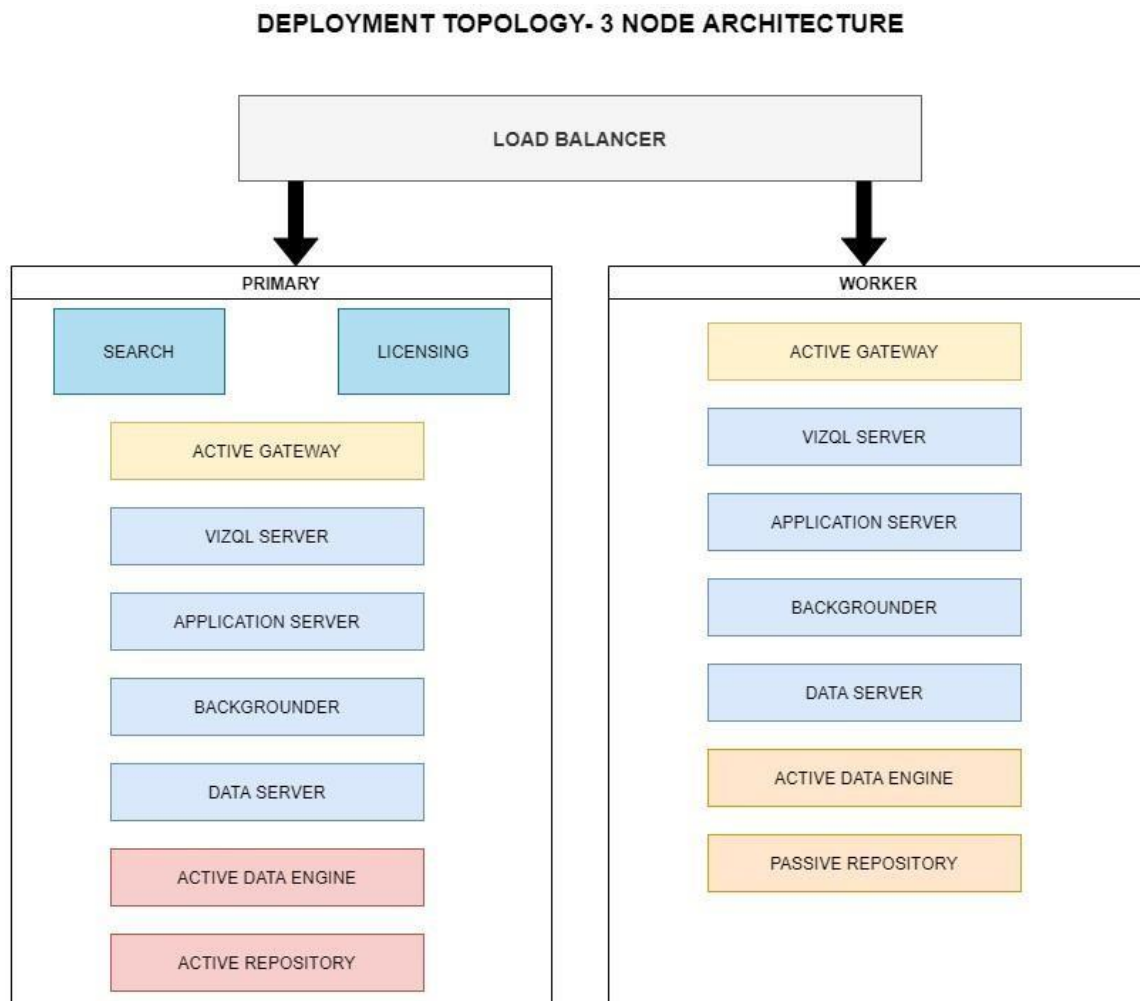 DEPLOYMENT TOPOLOGY- 3 NODE ARCHITECTURE
LOAD BALANCER
PRIMARY
SEARCH
LICENSING
ACTIVE GATEWAY
VIZQL SERVER
APPLICATION SERVER
BACKGROUNDER
DATA SERVER
ACTIVE DATA ENGINE
ACTIVE REPOSITORY
WORKER
ACTIVE GATEWAY
VIZQL SERVER
APPLICATION SERVER
BACKGROUNDER
DATA SERVER
ACTIVE DATA ENGINE
PASSIVE REPOSITORY